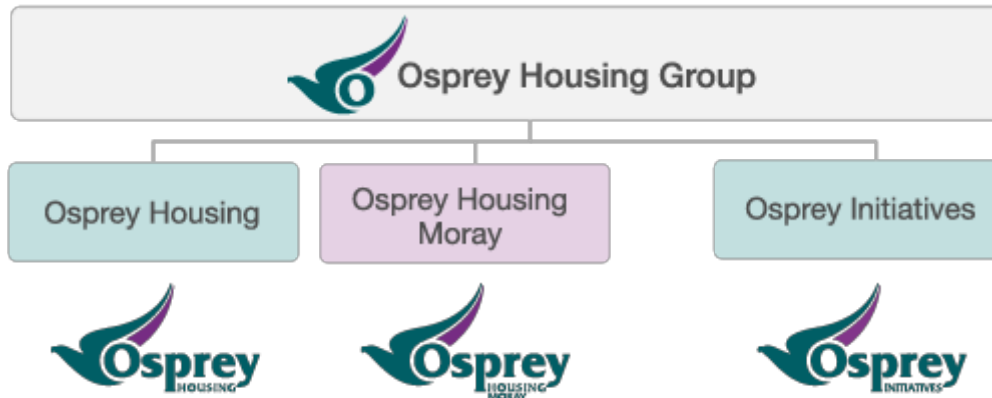 Osprey Housing Group
Osprey Housing
Osprey Housing
Moray
Osprey Initiatives
Osprey
HOUSING
Osprey
HOUSING
MORAY
Osprey
INITIATIVES